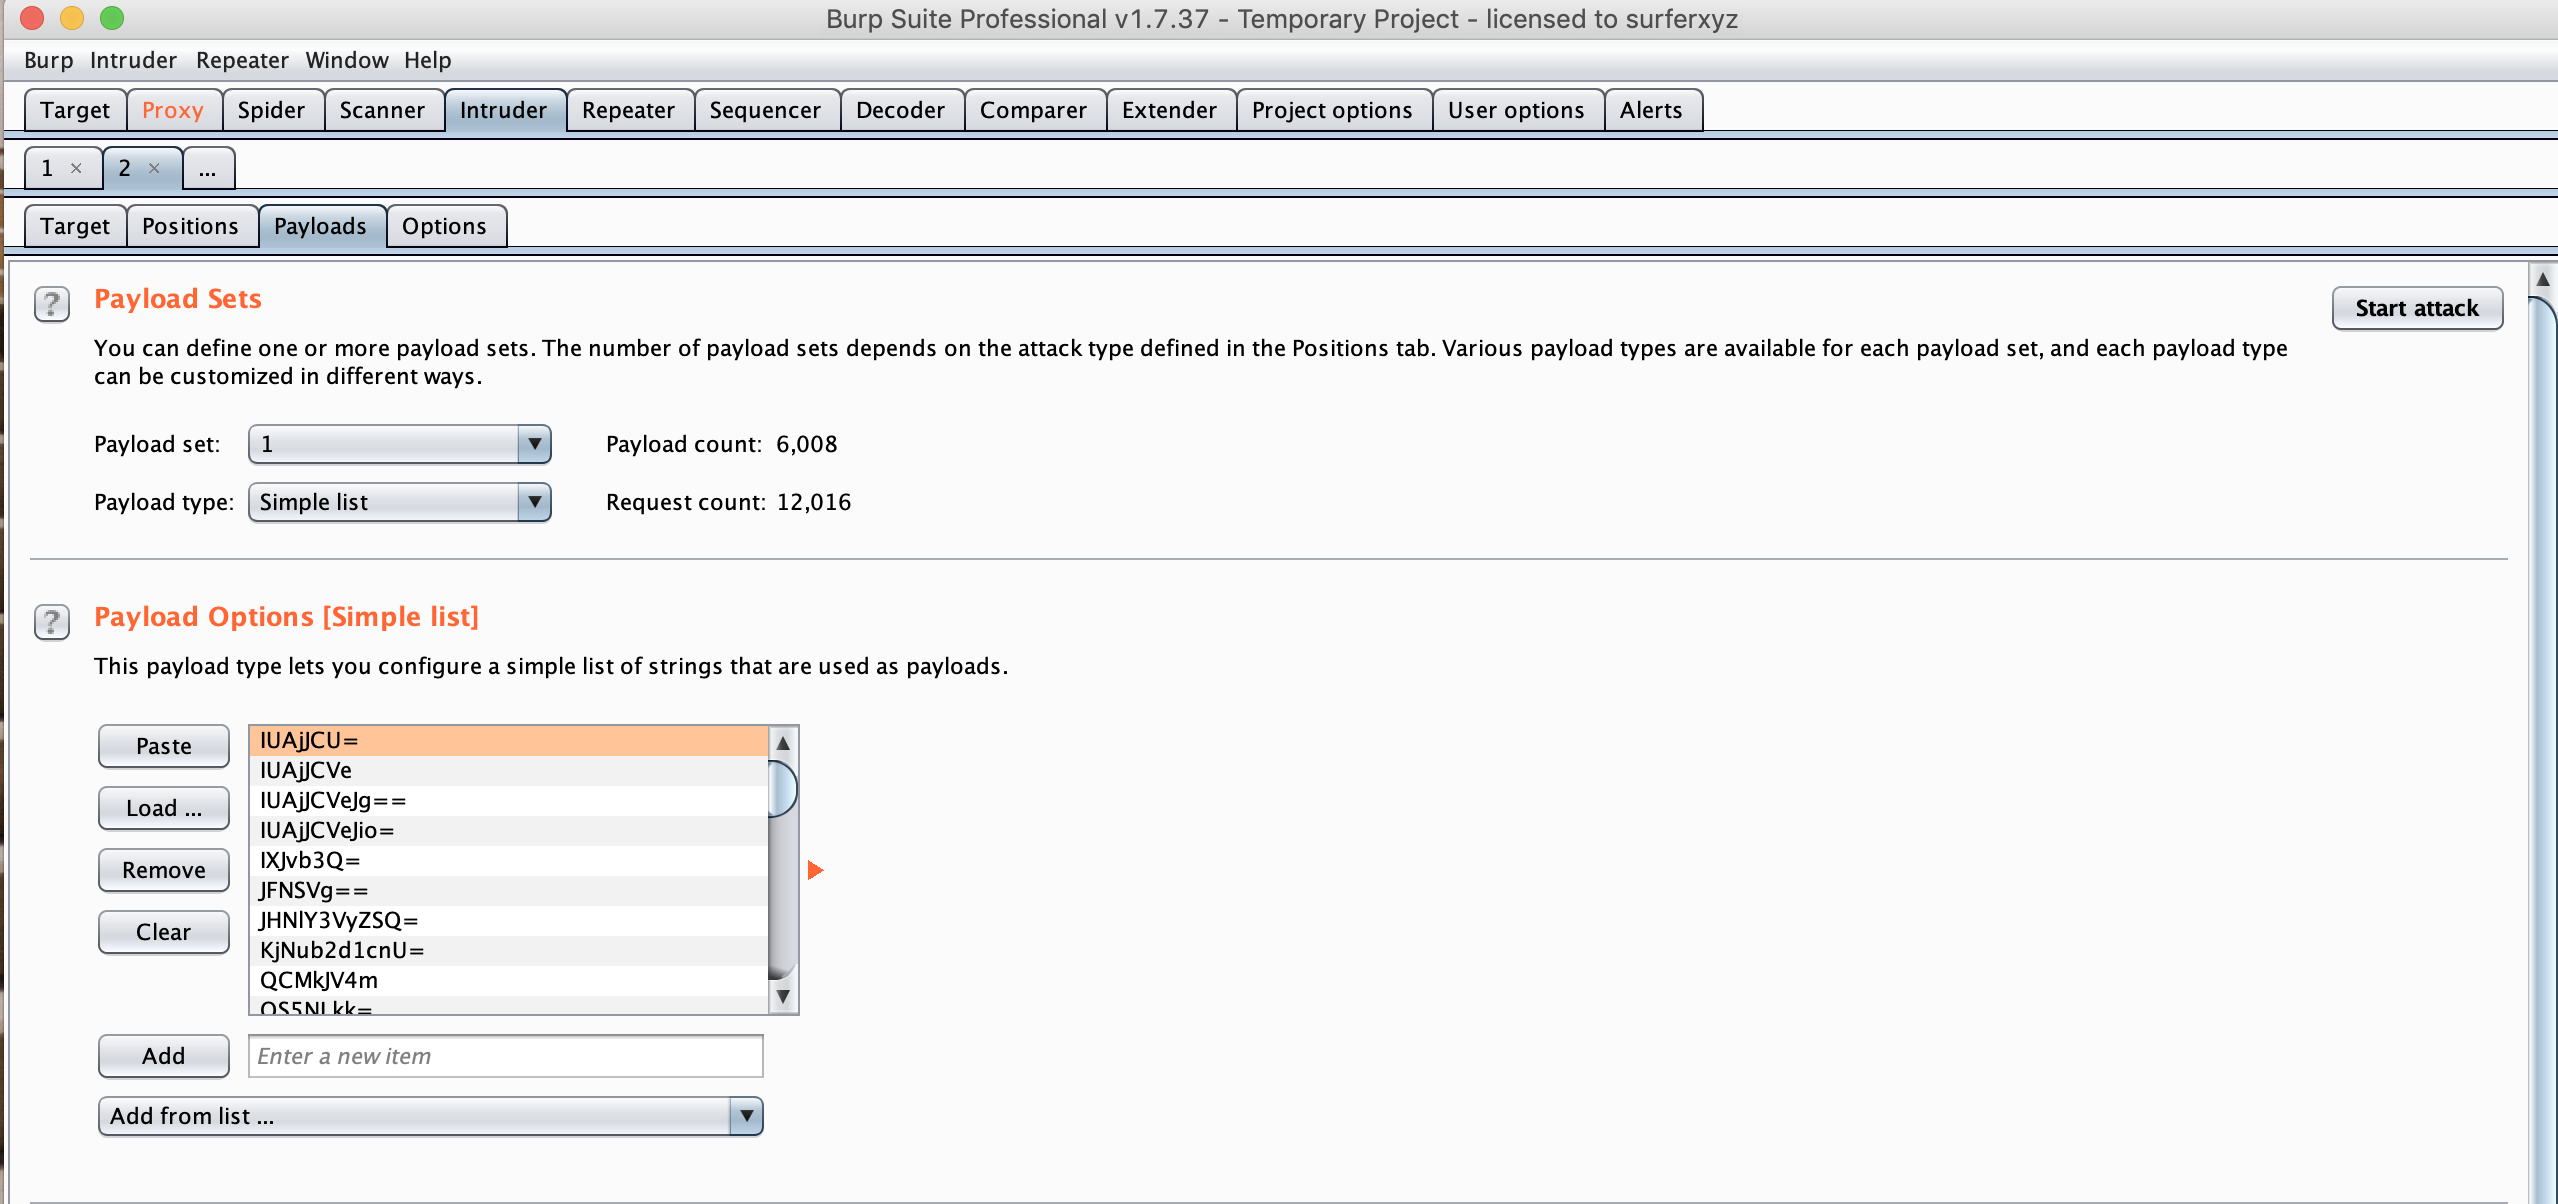 Burp Suite Professional v1.7.37 - Temporary Project - licensed to surferxyz
Burp Intruder Repeater Window Help
Target Proxy Spider Scanner Intruder Repeater Sequencer Decoder Comparer Extender Project options User options Alerts
1 × 2 × ...
Target Positions Payloads Options
? Payload Sets
Start attack
You can define one or more payload sets. The number of payload sets depends on the attack type defined in the Positions tab. Various payload types are available for each payload set, and each payload type
can be customized in different ways.
Payload set: 1 Payload count: 6,008
Payload type: Simple list Request count: 12,016
? Payload Options [Simple list]
This payload type lets you configure a simple list of strings that are used as payloads.
Paste
Load ...
Remove
Clear
IUAjJCU=
IUAjJCVe
IUAjJCVeJg==
IUAjJCVeJio=
IXJvb3Q=
JFNSVg==
JHNlY3VyZSQ=
KjNub2d1cnU=
QCMkJV4m
QS5NLkk=
Add Enter a new item
Add from list ...